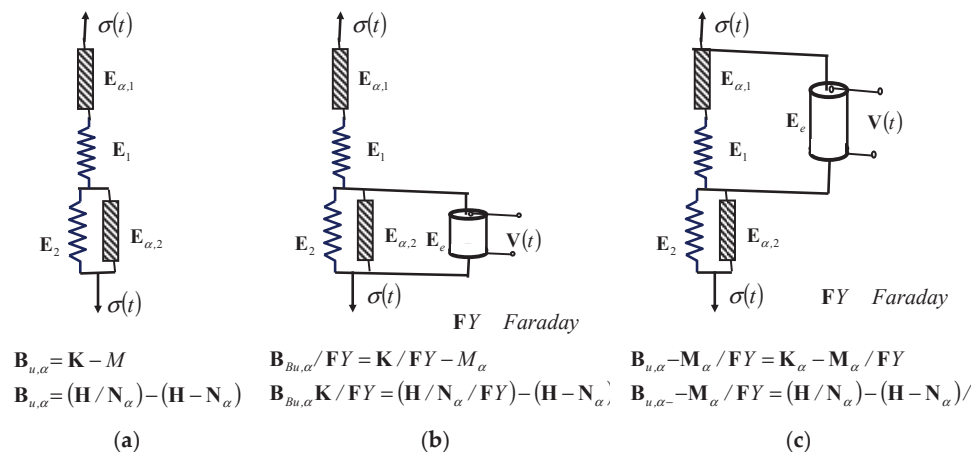 σ(t) σ(t) σ(t)
E_{α,1} E_{α,1} E_{α,1}
E_e V(t)
E_1 E_1 E_1
E_2 E_{α,2} E_2 E_{α,2} E_e V(t) E_2 E_{α,2}
σ(t) σ(t) σ(t)
FY Faraday FY Faraday
B_{u,α} = K − M B_{Bu,α} / FY = K / FY − M_α B_{u,α} − M_α / FY = K_α − M_α / FY
B_{u,α} = (H / N_α) − (H − N_α) B_{Bu,α} K / FY = (H / N_α / FY) − (H − N_α) B_{u,α−} − M_α / FY = (H / N_α) − (H − N_α) /
(a) (b) (c)